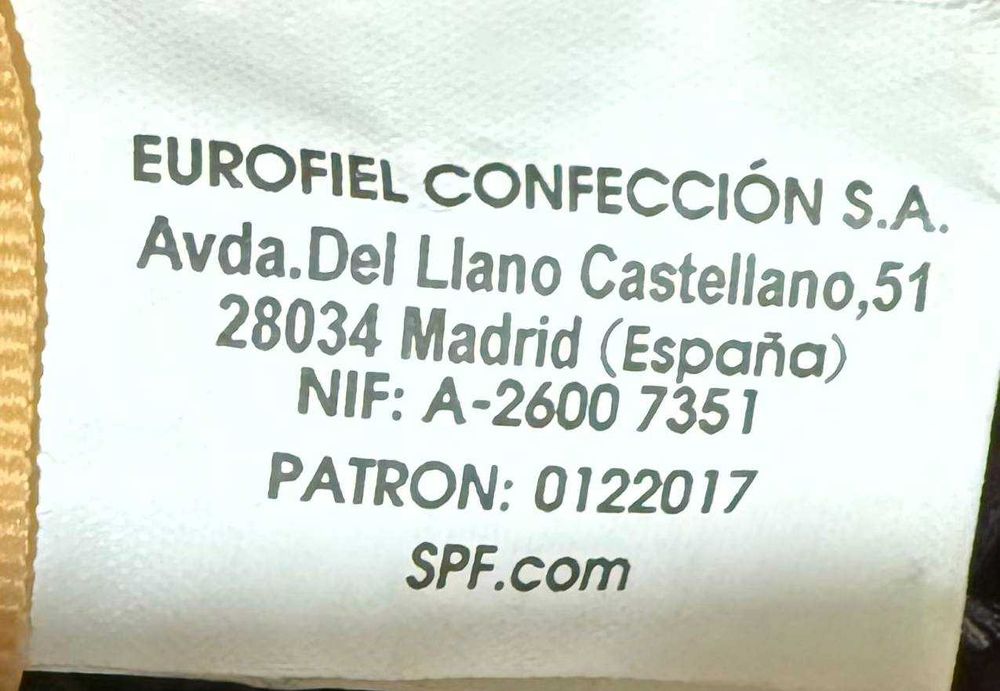 EUROFIEL CONFECCIÓN S.A.
Avda.Del Llano Castellano,51
28034 Madrid (España)
NIF: A-2600 7351
PATRON: 0122017
SPF.com